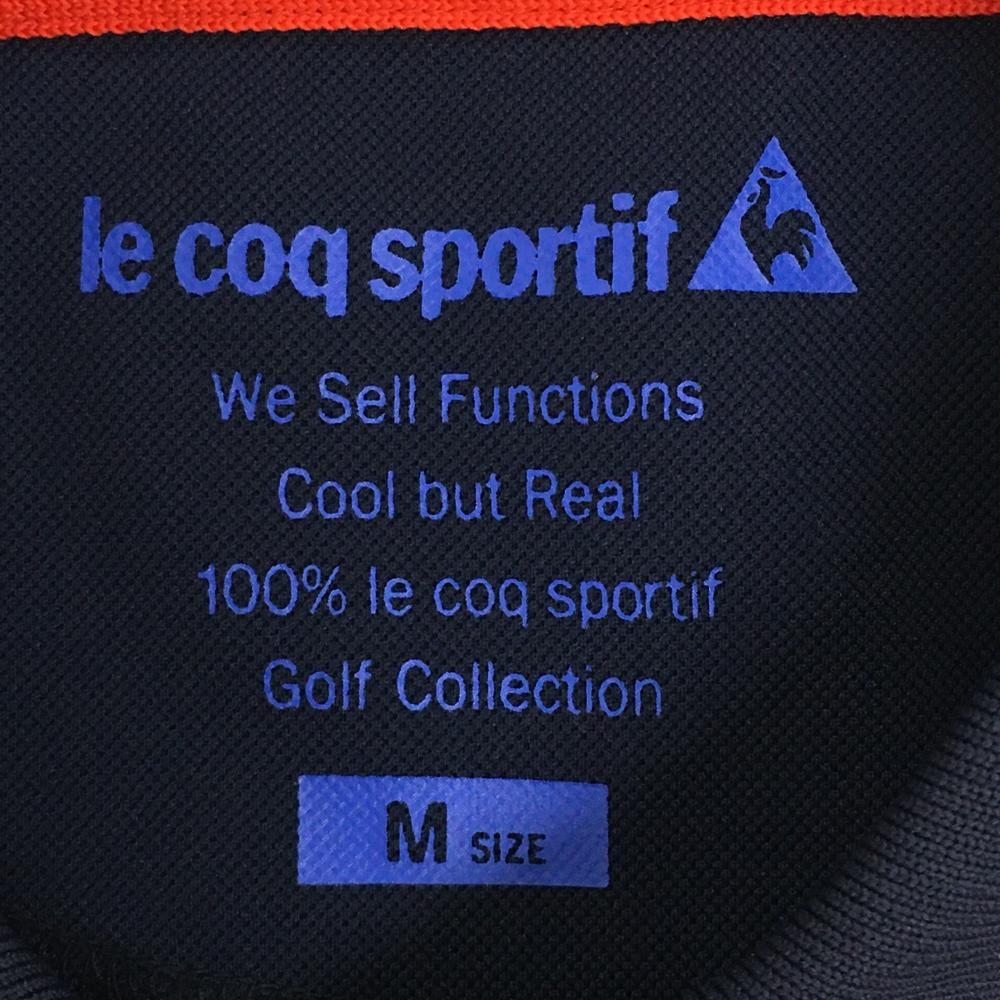 le coq sportif
We Sell Functions
Cool but Real
100% le coq sportif
Golf Collection
M SIZE